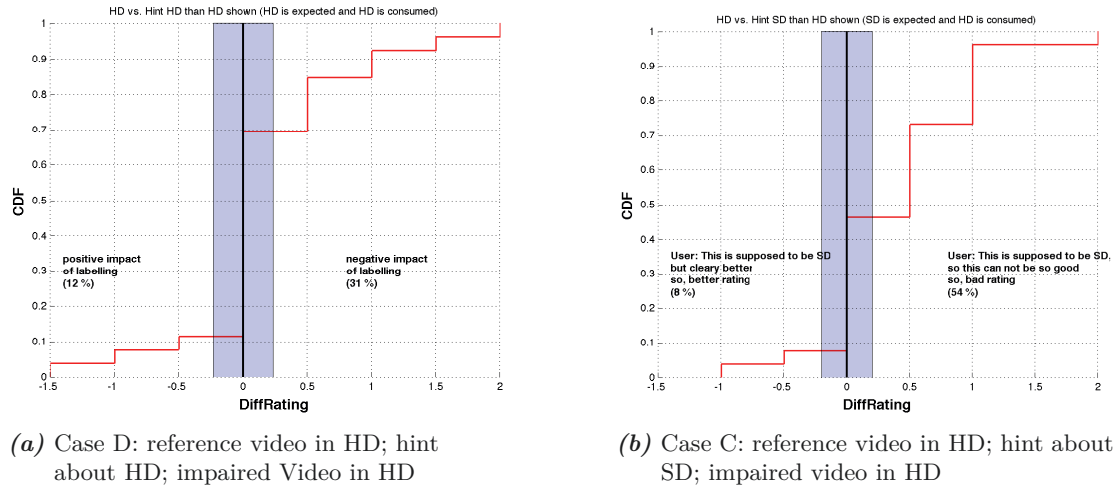 HD vs. Hint HD than HD shown (HD is expected and HD is consumed)
1
0.9
0.8
0.7
0.6
0.5
0.4
0.3
0.2
0.1
0
CDF
positive impact
of labelling
(12 %)
negative impact
of labelling
(31 %)
-1.5
-1
-0.5
0
0.5
1
1.5
2
DiffRating
(a) Case D: reference video in HD; hint
about HD; impaired Video in HD
HD vs. Hint SD than HD shown (SD is expected and HD is consumed)
1
0.9
0.8
0.7
0.6
0.5
0.4
0.3
0.2
0.1
0
CDF
User: This is supposed to be SD
but cleary better
so, better rating
(8 %)
User: This is supposed to be SD,
so this can not be so good
so, bad rating
(54 %)
-1.5
-1
-0.5
0
0.5
1
1.5
2
DiffRating
(b) Case C: reference video in HD; hint about
SD; impaired video in HD